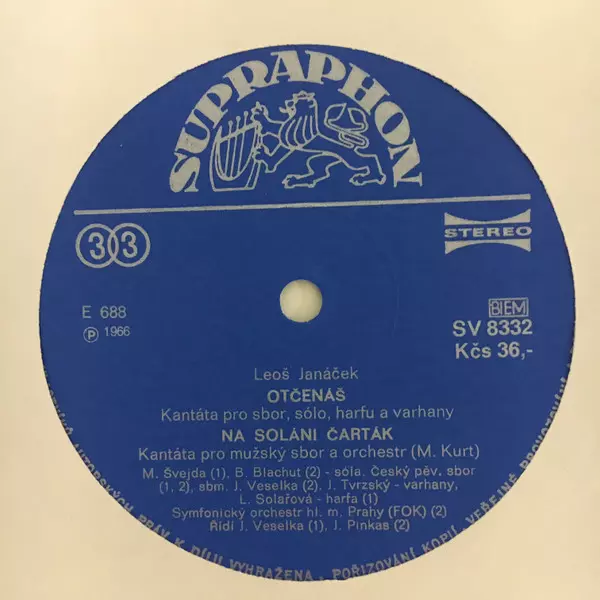 SUPRAPHON
33
STEREO
E 688
℗ 1966
BIEM
SV 8332
Kčs 36,-
Leoš Janáček
OTČENÁŠ
Kantáta pro sbor, sólo, harfu a varhany
NA SOLÁNI ČARTÁK
Kantáta pro mužský sbor a orchestr (M. Kurt)
M. Švejda (1), B. Blachut (2) - sóla. Český pěv. sbor
(1, 2), sbm. J. Veselka (2). J. Tvrzský - varhany,
L. Solařová - harfa (1)
Symfonický orchestr hl. m. Prahy (FOK) (2)
Řídí J. Veselka (1), J. Pinkas (2)
AUTORSKÝCH PRÁV K DÍLU VYHRAŽENA. POŘIZOVÁNÍ KOPIÍ, VEŘEJNÉ PROVOZOVÁNÍ